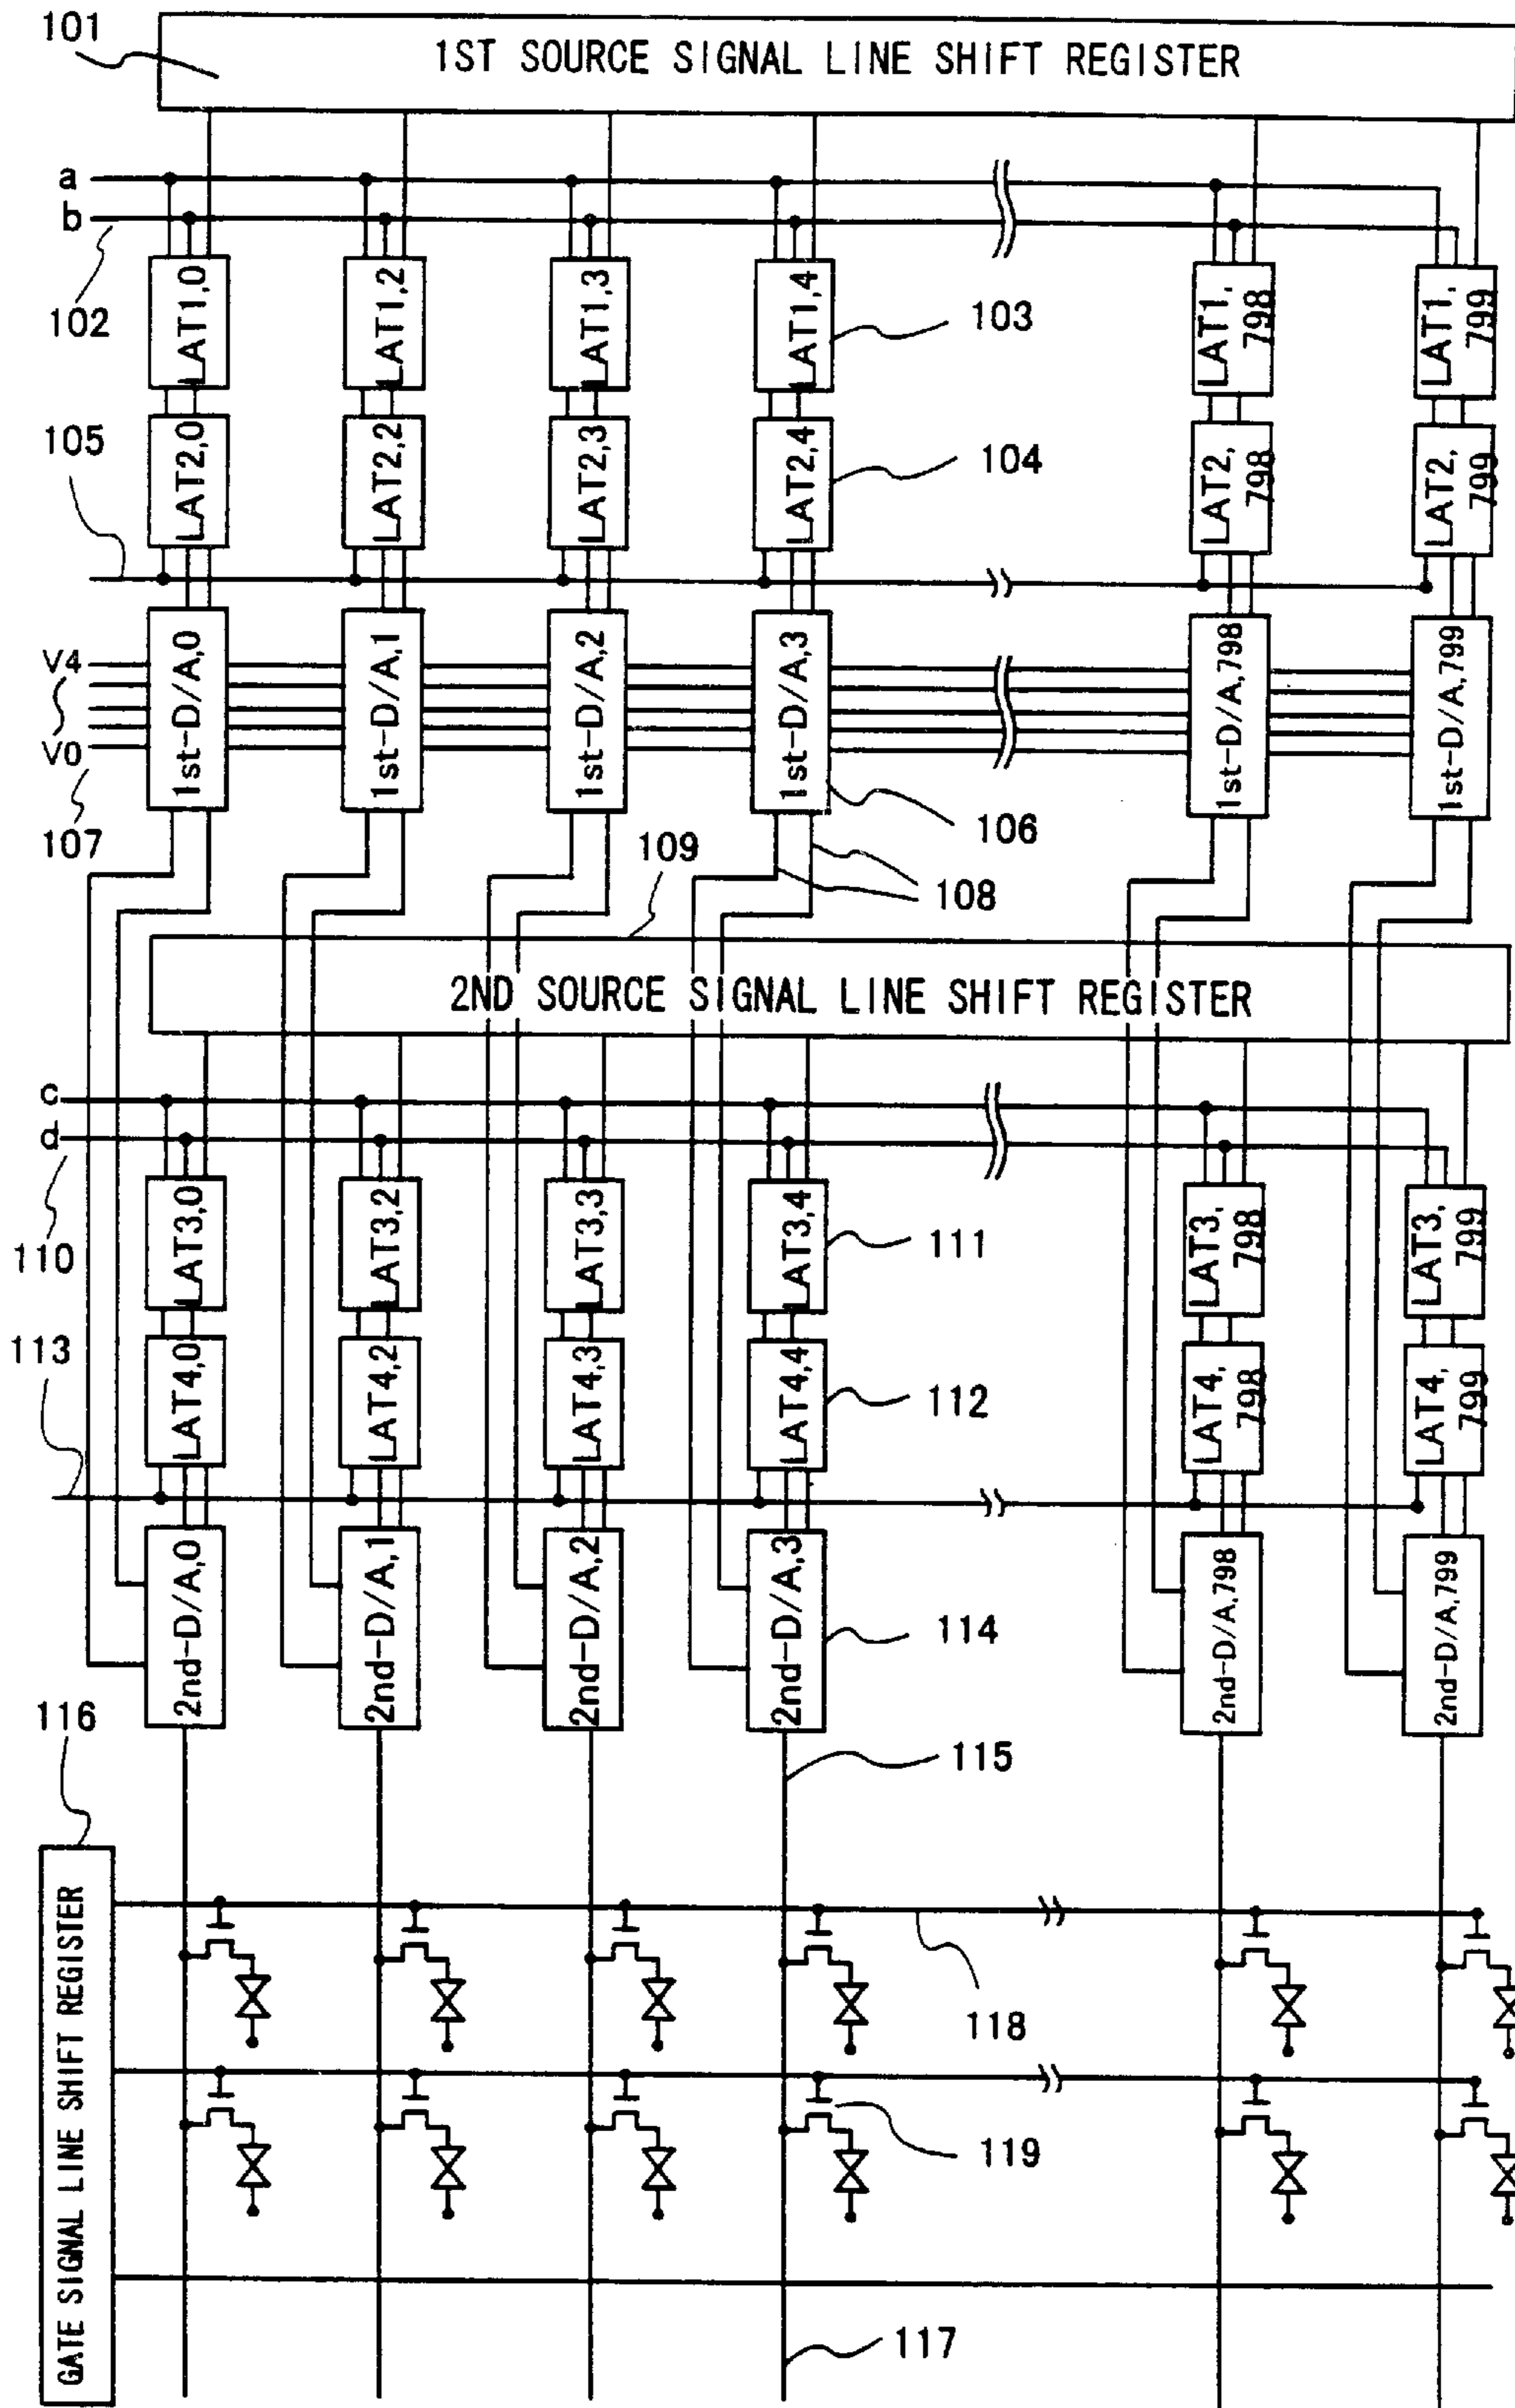 101
1ST SOURCE SIGNAL LINE SHIFT REGISTER
a
b
102
LAT1,0
LAT1,2
LAT1,3
LAT1,4
103
LAT1, 798
LAT1, 799
105
LAT2,0
LAT2,2
LAT2,3
LAT2,4
104
LAT2, 798
LAT2, 799
V4
V0
107
1st-D/A,0
1st-D/A,1
1st-D/A,2
1st-D/A,3
106
1st-D/A,798
1st-D/A,799
109
108
2ND SOURCE SIGNAL LINE SHIFT REGISTER
c
d
110
LAT3,0
LAT3,2
LAT3,3
LAT3,4
111
LAT3, 798
LAT3, 799
113
LAT4,0
LAT4,2
LAT4,3
LAT4,4
112
LAT4, 798
LAT4, 799
2nd-D/A,0
2nd-D/A,1
2nd-D/A,2
2nd-D/A,3
114
2nd-D/A,798
2nd-D/A,799
116
115
GATE SIGNAL LINE SHIFT REGISTER
118
119
117